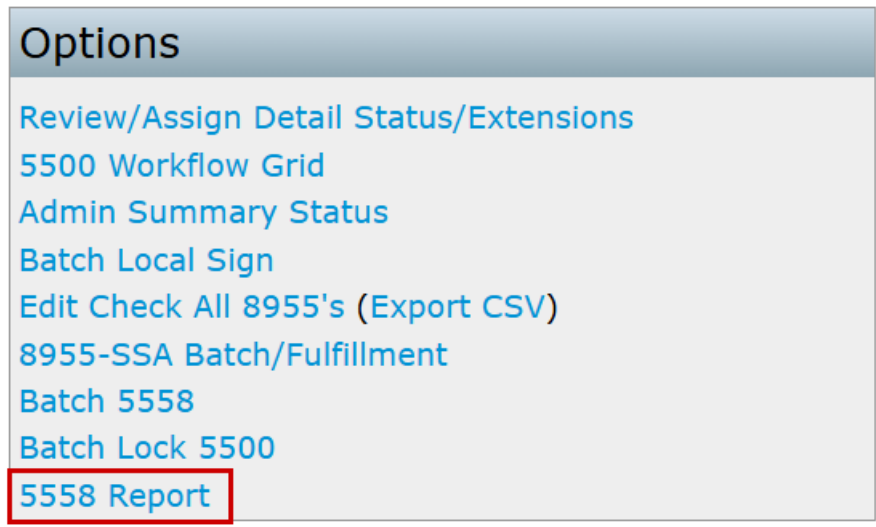 Options
Review/Assign Detail Status/Extensions
5500 Workflow Grid
Admin Summary Status
Batch Local Sign
Edit Check All 8955's (Export CSV)
8955-SSA Batch/Fulfillment
Batch 5558
Batch Lock 5500
5558 Report